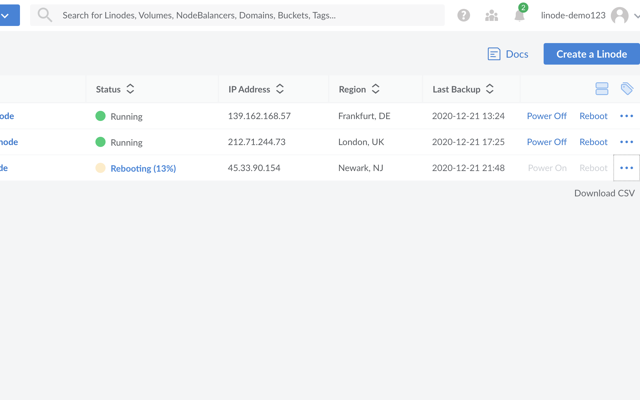 Search for Linodes, Volumes, NodeBalancers, Domains, Buckets, Tags... 2 linode-demo123
Docs Create a Linode
Status IP Address Region Last Backup
ode Running 139.162.168.57 Frankfurt, DE 2020-12-21 13:24 Power Off Reboot ...
node Running 212.71.244.73 London, UK 2020-12-21 17:25 Power Off Reboot ...
de Rebooting (13%) 45.33.90.154 Newark, NJ 2020-12-21 21:48 Power On Reboot ...
Download CSV